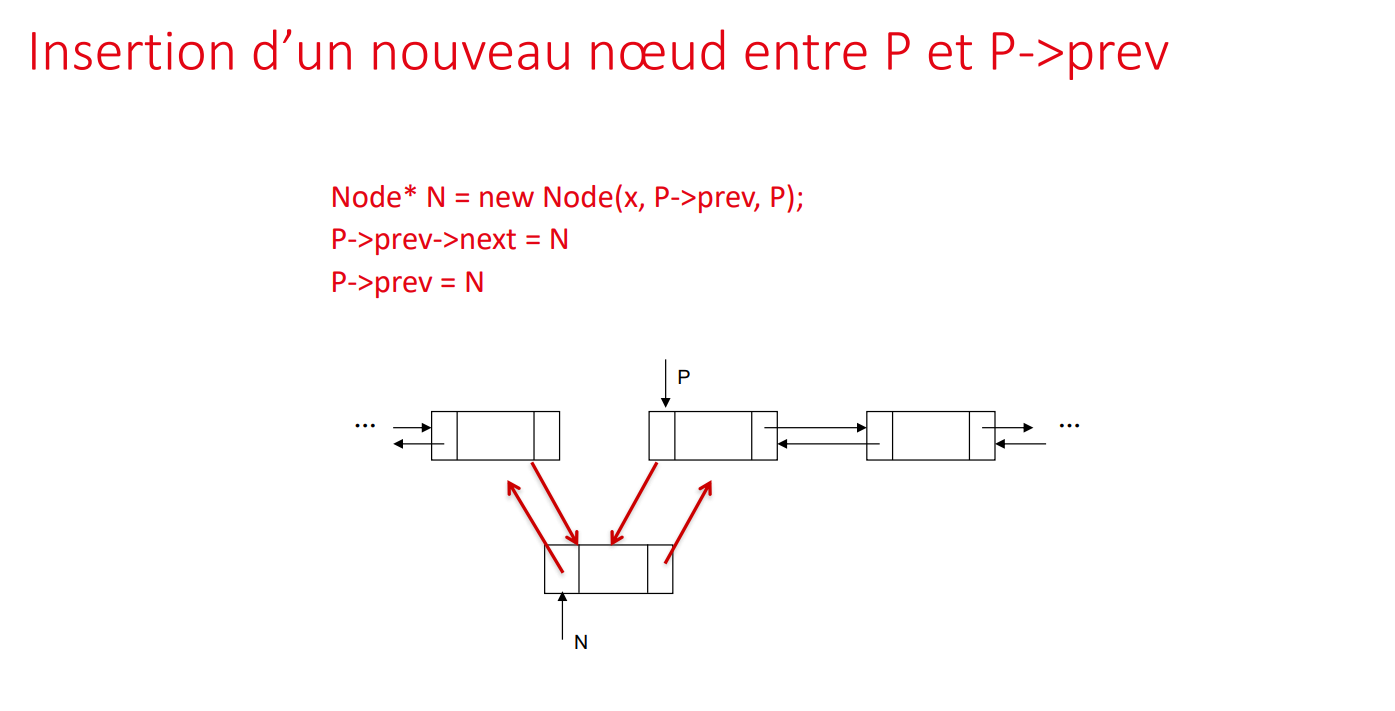 Insertion d’un nouveau nœud entre P et P->prev
Node* N = new Node(x, P->prev, P);
P->prev->next = N
P->prev = N
P
... ...
N